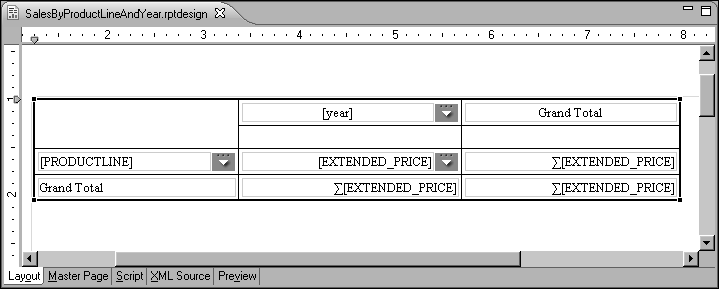 SalesByProductLineAndYear.rptdesign
1 2 3 4 5 6 7 8
1
[year] Grand Total
[PRODUCTLINE] [EXTENDED_PRICE] ∑[EXTENDED_PRICE]
2
Grand Total ∑[EXTENDED_PRICE] ∑[EXTENDED_PRICE]
Layout Master Page Script XML Source Preview